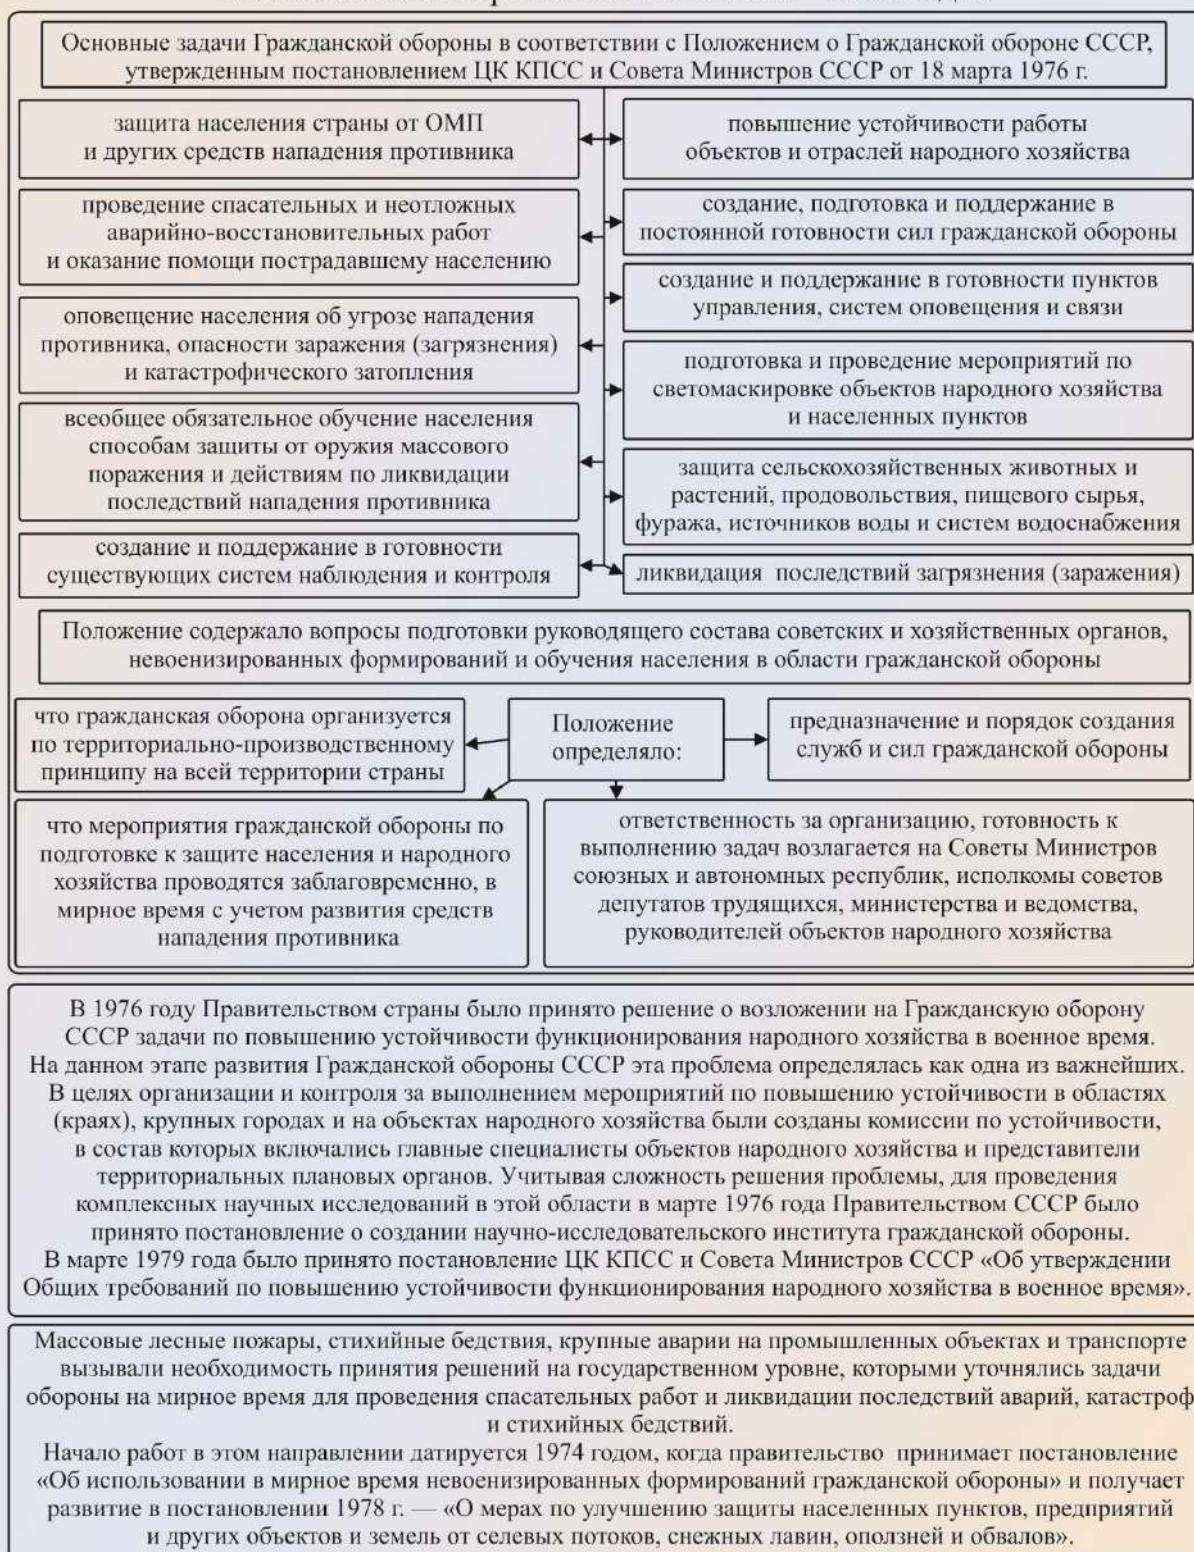 Основные задачи Гражданской обороны в соответствии с Положением о Гражданской обороне СССР,
утвержденным постановлением ЦК КПСС и Совета Министров СССР от 18 марта 1976 г.
защита населения страны от ОМП
и других средств нападения противника
повышение устойчивости работы
объектов и отраслей народного хозяйства
проведение спасательных и неотложных
аварийно-восстановительных работ
и оказание помощи пострадавшему населению
создание, подготовка и поддержание в
постоянной готовности сил гражданской обороны
создание и поддержание в готовности пунктов
управления, систем оповещения и связи
оповещение населения об угрозе нападения
противника, опасности заражения (загрязнения)
и катастрофического затопления
подготовка и проведение мероприятий по
светомаскировке объектов народного хозяйства
и населенных пунктов
всеобщее обязательное обучение населения
способам защиты от оружия массового
поражения и действиям по ликвидации
последствий нападения противника
защита сельскохозяйственных животных и
растений, продовольствия, пищевого сырья,
фуража, источников воды и систем водоснабжения
создание и поддержание в готовности
существующих систем наблюдения и контроля
ликвидация последствий загрязнения (заражения)
Положение содержало вопросы подготовки руководящего состава советских и хозяйственных органов,
невоенизированных формирований и обучения населения в области гражданской обороны
что гражданская оборона организуется
по территориально-производственному
принципу на всей территории страны
Положение
определяло:
предназначение и порядок создания
служб и сил гражданской обороны
что мероприятия гражданской обороны по
подготовке к защите населения и народного
хозяйства проводятся заблаговременно, в
мирное время с учетом развития средств
нападения противника
ответственность за организацию, готовность к
выполнению задач возлагается на Советы Министров
союзных и автономных республик, исполкомы советов
депутатов трудящихся, министерства и ведомства,
руководителей объектов народного хозяйства
В 1976 году Правительством страны было принято решение о возложении на Гражданскую оборону
СССР задачи по повышению устойчивости функционирования народного хозяйства в военное время.
На данном этапе развития Гражданской обороны СССР эта проблема определялась как одна из важнейших.
В целях организации и контроля за выполнением мероприятий по повышению устойчивости в областях
(краях), крупных городах и на объектах народного хозяйства были созданы комиссии по устойчивости,
в состав которых включались главные специалисты объектов народного хозяйства и представители
территориальных плановых органов. Учитывая сложность решения проблемы, для проведения
комплексных научных исследований в этой области в марте 1976 года Правительством СССР было
принято постановление о создании научно-исследовательского института гражданской обороны.
В марте 1979 года было принято постановление ЦК КПСС и Совета Министров СССР «Об утверждении
Общих требований по повышению устойчивости функционирования народного хозяйства в военное время».
Массовые лесные пожары, стихийные бедствия, крупные аварии на промышленных объектах и транспорте
вызывали необходимость принятия решений на государственном уровне, которыми уточнялись задачи
обороны на мирное время для проведения спасательных работ и ликвидации последствий аварий, катастроф
и стихийных бедствий.
Начало работ в этом направлении датируется 1974 годом, когда правительство принимает постановление
«Об использовании в мирное время невоенизированных формирований гражданской обороны» и получает
развитие в постановлении 1978 г. — «О мерах по улучшению защиты населенных пунктов, предприятий
и других объектов и земель от селевых потоков, снежных лавин, оползней и обвалов».